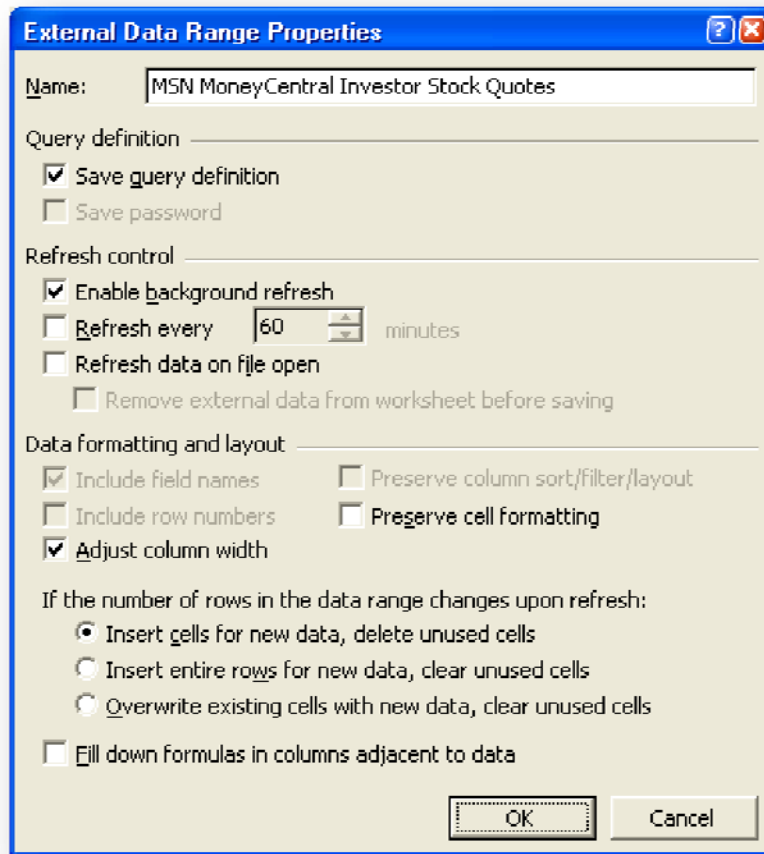 External Data Range Properties
Name: MSN MoneyCentral Investor Stock Quotes
Query definition
Save query definition
Save password
Refresh control
Enable background refresh
Refresh every 60 minutes
Refresh data on file open
Remove external data from worksheet before saving
Data formatting and layout
Include field names Preserve column sort/filter/layout
Include row numbers Preserve cell formatting
Adjust column width
If the number of rows in the data range changes upon refresh:
Insert cells for new data, delete unused cells
Insert entire rows for new data, clear unused cells
Overwrite existing cells with new data, clear unused cells
Fill down formulas in columns adjacent to data
OK Cancel